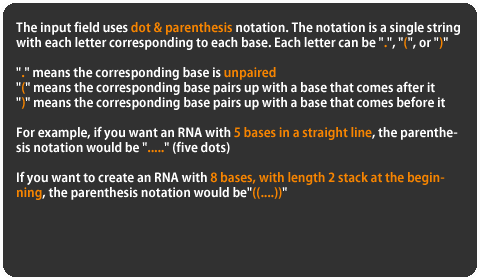 The input field uses dot & parenthesis notation. The notation is a single string
with each letter corresponding to each base. Each letter can be ".", "(", or ")"
"." means the corresponding base is unpaired
"(" means the corresponding base pairs up with a base that comes after it
")" means the corresponding base pairs up with a base that comes before it
For example, if you want an RNA with 5 bases in a straight line, the parenthe-
sis notation would be "....." (five dots)
If you want to create an RNA with 8 bases, with length 2 stack at the begin-
ning, the parenthesis notation would be"((....))"